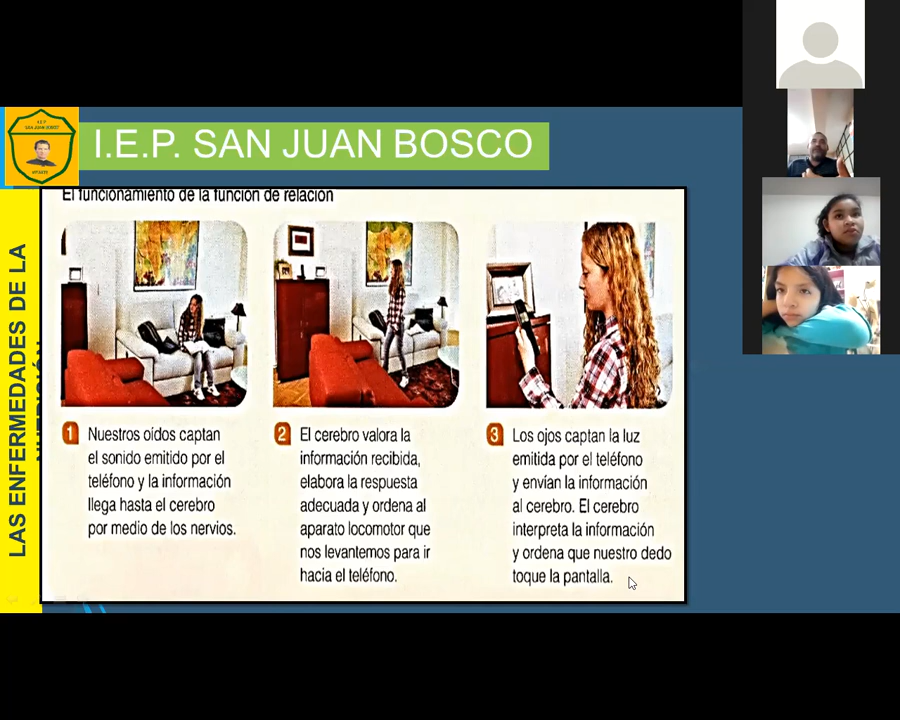 I.E.P.
"SAN JUAN BOSCO"
I.E.P. SAN JUAN BOSCO
LAS ENFERMEDADES DE LA
El funcionamiento de la función de relación
1 Nuestros oídos captan
el sonido emitido por el
teléfono y la información
llega hasta el cerebro
por medio de los nervios.
2 El cerebro valora la
información recibida,
elabora la respuesta
adecuada y ordena al
aparato locomotor que
nos levantemos para ir
hacia el teléfono.
3 Los ojos captan la luz
emitida por el teléfono
y envían la información
al cerebro. El cerebro
interpreta la información
y ordena que nuestro dedo
toque la pantalla.